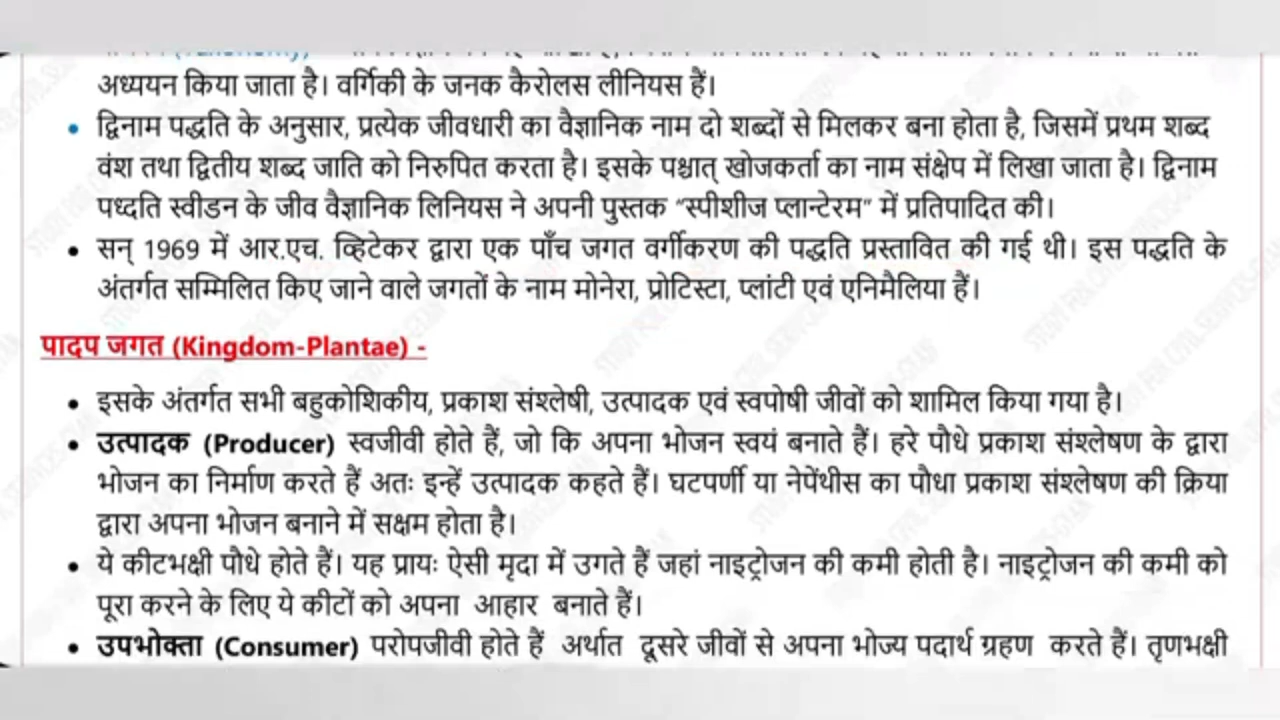 अध्ययन किया जाता है। वर्गिकी के जनक कैरोलस लीनियस हैं।
• द्विनाम पद्धति के अनुसार, प्रत्येक जीवधारी का वैज्ञानिक नाम दो शब्दों से मिलकर बना होता है, जिसमें प्रथम शब्द
वंश तथा द्वितीय शब्द जाति को निरुपित करता है। इसके पश्चात् खोजकर्ता का नाम संक्षेप में लिखा जाता है। द्विनाम
पध्दति स्वीडन के जीव वैज्ञानिक लिनियस ने अपनी पुस्तक “स्पीशीज प्लान्टेरम” में प्रतिपादित की।
• सन् 1969 में आर.एच. व्हिटेकर द्वारा एक पाँच जगत वर्गीकरण की पद्धति प्रस्तावित की गई थी। इस पद्धति के
अंतर्गत सम्मिलित किए जाने वाले जगतों के नाम मोनेरा, प्रोटिस्टा, प्लांटी एवं एनिमैलिया हैं।
पादप जगत (Kingdom-Plantae) -
• इसके अंतर्गत सभी बहुकोशिकीय, प्रकाश संश्लेषी, उत्पादक एवं स्वपोषी जीवों को शामिल किया गया है।
• उत्पादक (Producer) स्वजीवी होते हैं, जो कि अपना भोजन स्वयं बनाते हैं। हरे पौधे प्रकाश संश्लेषण के द्वारा
भोजन का निर्माण करते हैं अतः इन्हें उत्पादक कहते हैं। घटपर्णी या नेपेंथीस का पौधा प्रकाश संश्लेषण की क्रिया
द्वारा अपना भोजन बनाने में सक्षम होता है।
• ये कीटभक्षी पौधे होते हैं। यह प्रायः ऐसी मृदा में उगते हैं जहां नाइट्रोजन की कमी होती है। नाइट्रोजन की कमी को
पूरा करने के लिए ये कीटों को अपना आहार बनाते हैं।
• उपभोक्ता (Consumer) परोपजीवी होते हैं अर्थात दूसरे जीवों से अपना भोज्य पदार्थ ग्रहण करते हैं। तृणभक्षी